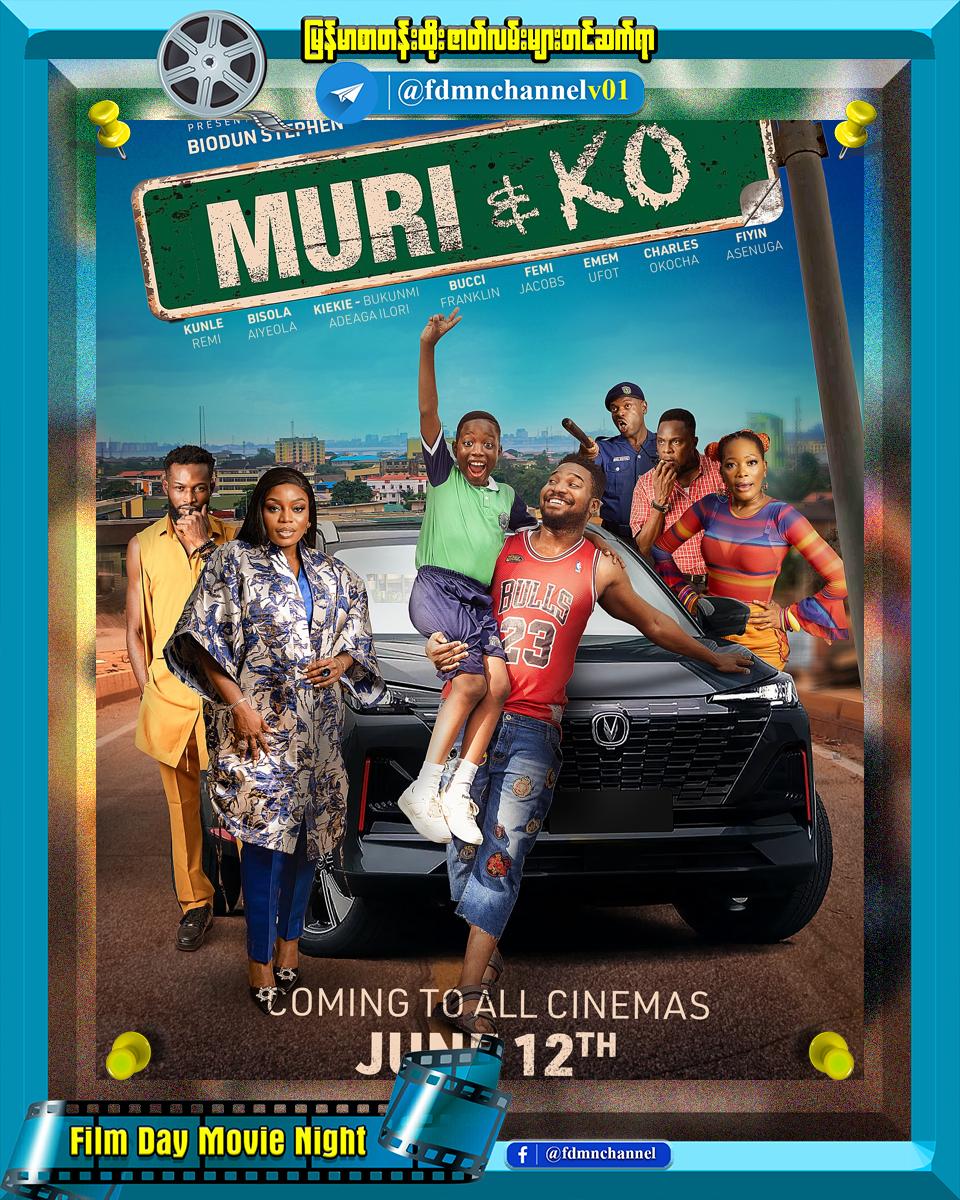 မြန်မာစာတန်းထိုးဇာတ်လမ်းများတင်ဆက်ရာ
@fdmnchannelv01
BIODUN STEPHEN
MURI & KO
KUNLE REMI
BISOLA AIYEOLA
KIEKIE - BUKUNMI ADEAGA ILORI
BUCCI FRANKLIN
FEMI JACOBS
EMEM UFOT
CHARLES OKOCHA
FIYIN ASENUGA
BULLS
23
COMING TO ALL CINEMAS
JUNE 12TH
Film Day Movie Night
f @fdmnchannel